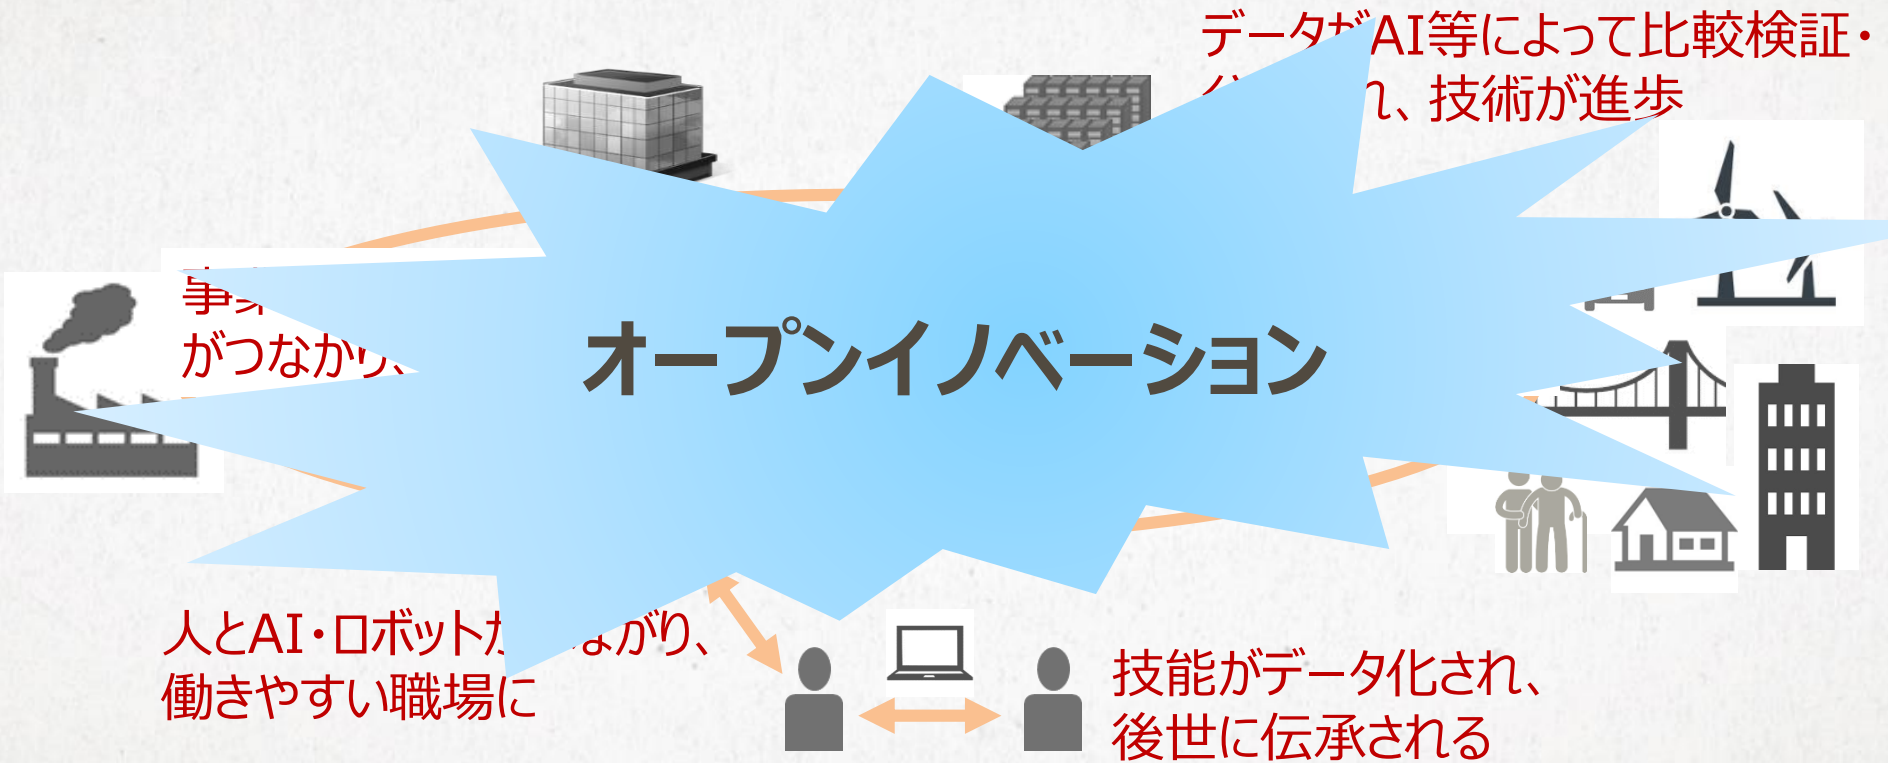 データがAI等によって比較検証・
れ、技術が進歩
がつながり、
オープンイノベーション
人とAI・ロボットが ながり、
働きやすい職場に
技能がデータ化され、
後世に伝承される